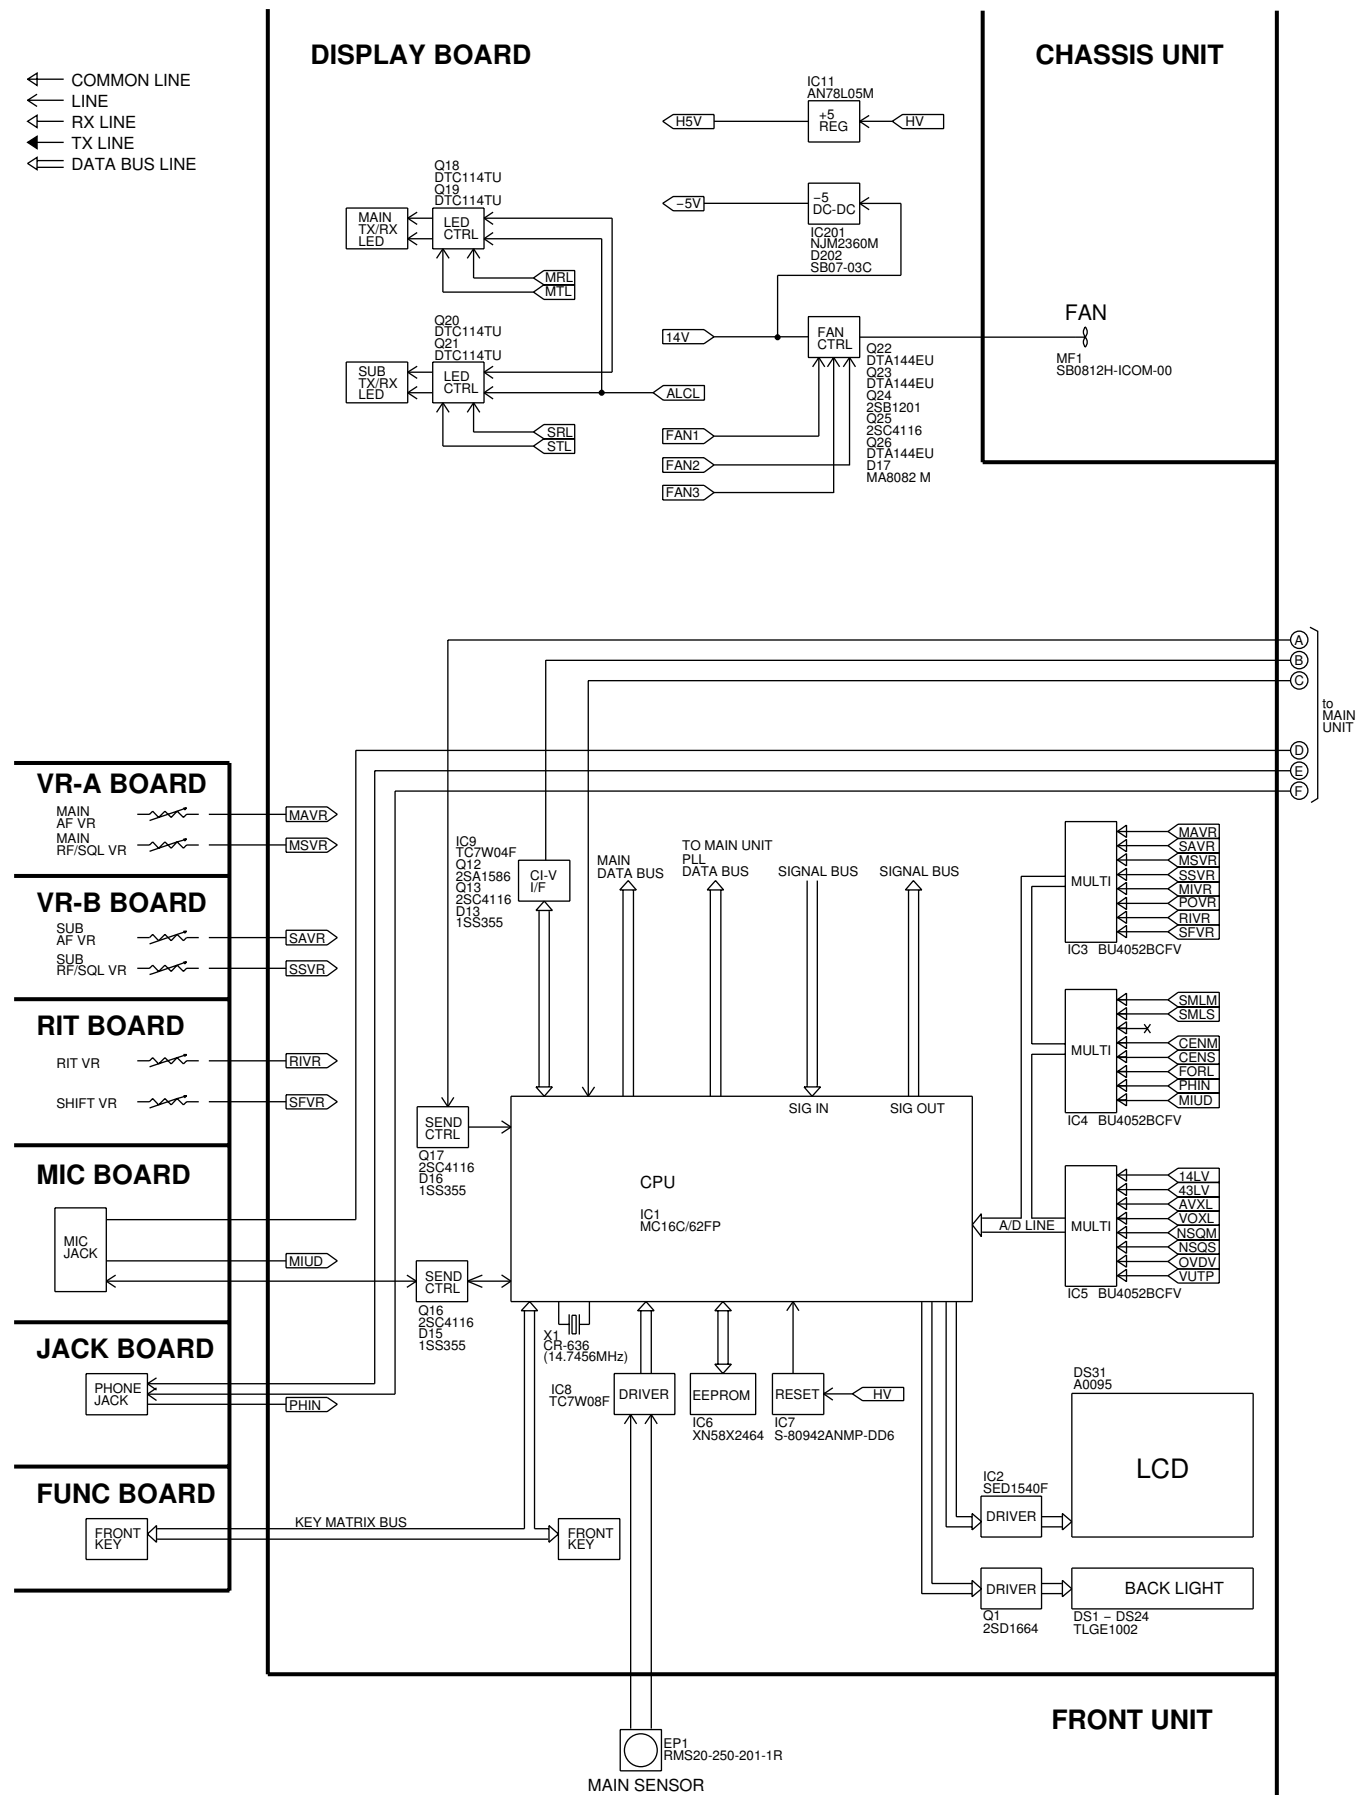 DISPLAY BOARD
CHASSIS UNIT
COMMON LINE
LINE
RX LINE
TX LINE
DATA BUS LINE
IC11
AN78L05M
H5V
+5
REG
HV
Q18
DTC114TU
Q19
DTC114TU
MAIN
TX/RX
LED
LED
CTRL
MRL
MTL
−5V
−5
DC-DC
IC201
NJM2360M
D202
SB07-03C
Q20
DTC114TU
Q21
DTC114TU
SUB
TX/RX
LED
LED
CTRL
ALCL
SRL
STL
14V
FAN
CTRL
FAN
MF1
SB0812H-ICOM-00
Q22
DTA144EU
Q23
DTA144EU
Q24
2SB1201
Q25
2SC4116
Q26
DTA144EU
D17
MA8082 M
FAN1
FAN2
FAN3
A
B
C
D
E
F
to
MAIN
UNIT
VR-A BOARD
MAIN
AF VR
MAVR
MAIN
RF/SQL VR
MSVR
VR-B BOARD
SUB
AF VR
SAVR
SUB
RF/SQL VR
SSVR
RIT BOARD
RIT VR
RIVR
SHIFT VR
SFVR
MIC BOARD
MIC
JACK
MIUD
JACK BOARD
PHONE
JACK
PHIN
FUNC BOARD
FRONT
KEY
KEY MATRIX BUS
FRONT
KEY
IC9
TC7W04F
Q12
2SA1586
Q13
2SC4116
D13
1SS355
CI-V
I/F
MAIN
DATA BUS
TO MAIN UNIT
PLL
DATA BUS
SIGNAL BUS
SIGNAL BUS
MULTI
MAVR
SAVR
MSVR
SSVR
MIVR
POVR
RIVR
SFVR
IC3 BU4052BCFV
MULTI
SMLM
SMLS
CENM
CENS
FORL
PHIN
MIUD
IC4 BU4052BCFV
MULTI
14LV
43LV
AVXL
VOXL
NSQM
NSQS
OVDV
VUTP
IC5 BU4052BCFV
SIG IN
SIG OUT
SEND
CTRL
Q17
2SC4116
D16
1SS355
CPU
IC1
MC16C/62FP
A/D LINE
SEND
CTRL
Q16
2SC4116
D15
1SS355
X1
CR-636
(14.7456MHz)
IC8
TC7W08F
DRIVER
EEPROM
IC6
XN58X2464
RESET
HV
IC7
S-80942ANMP-DD6
DS31
A0095
LCD
IC2
SED1540F
DRIVER
DRIVER
Q1
2SD1664
BACK LIGHT
DS1 − DS24
TLGE1002
FRONT UNIT
EP1
RMS20-250-201-1R
MAIN SENSOR